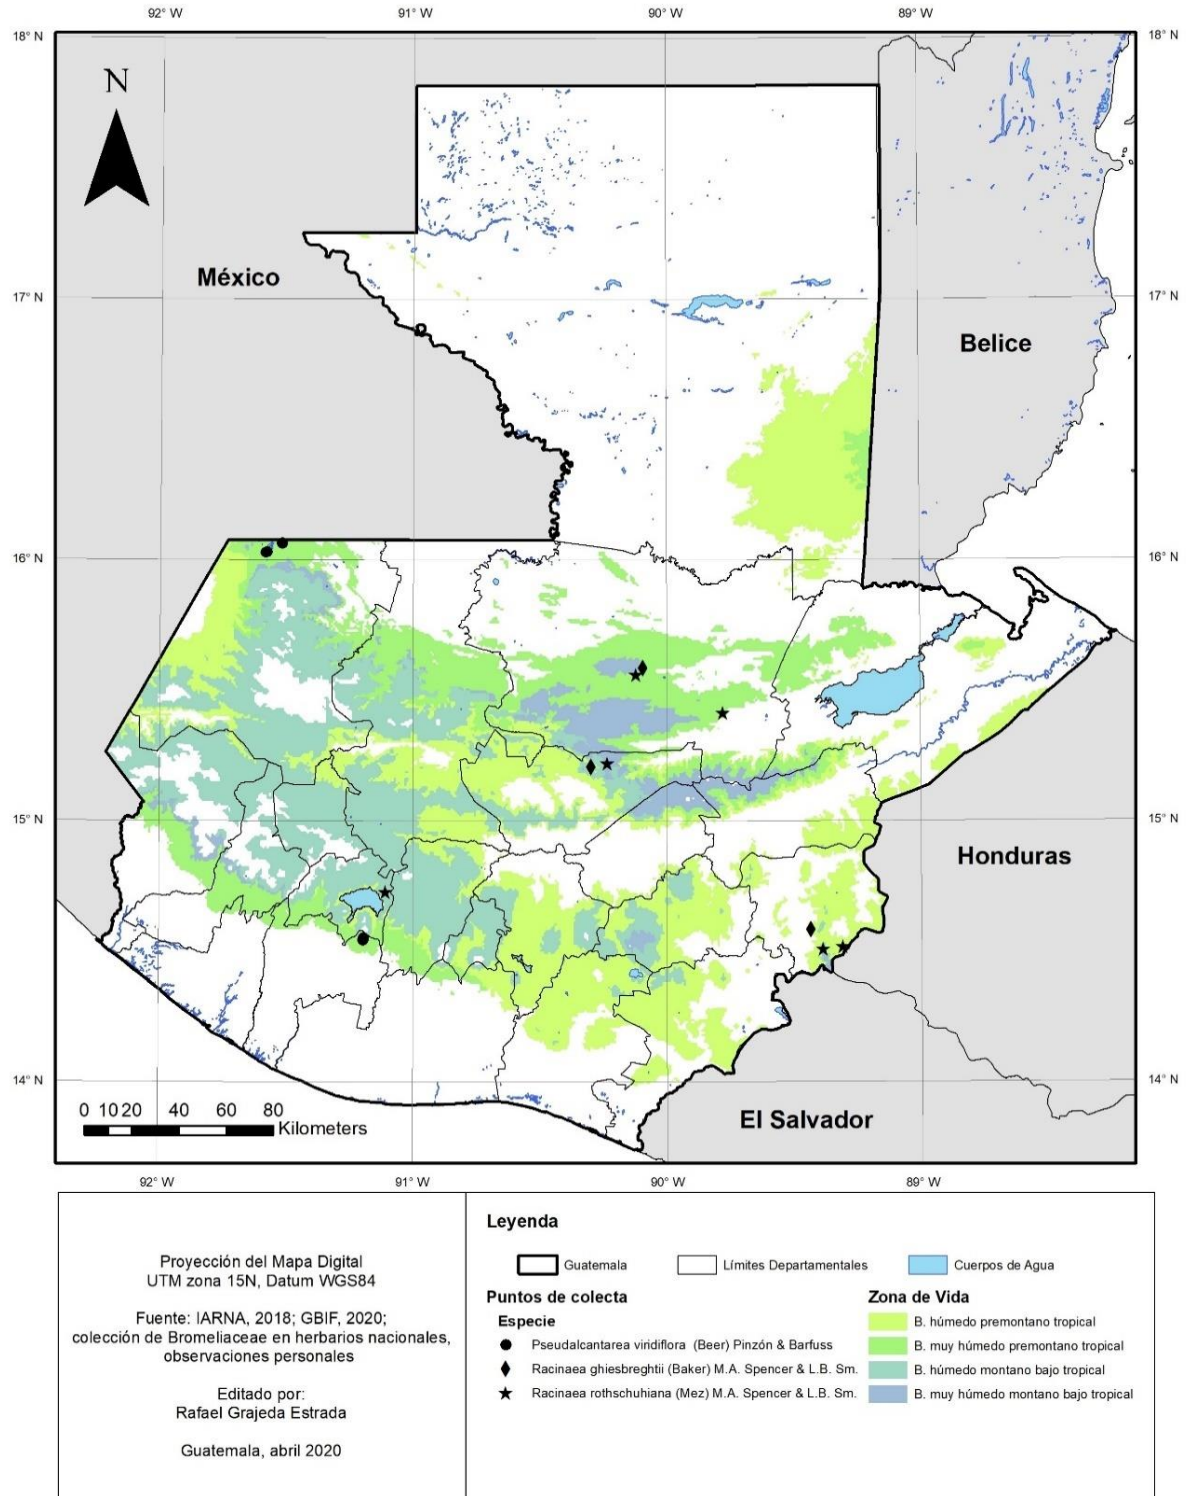 92° W 91° W 90° W 89° W
18° N 18° N
N
México
17° N 17° N
Belice
16° N 16° N
15° N 15° N
Honduras
14° N 14° N
0 10 20 40 60 80
Kilometers
El Salvador
92° W 91° W 90° W 89° W
Proyección del Mapa Digital
UTM zona 15N, Datum WGS84
Fuente: IARNA, 2018; GBIF, 2020;
colección de Bromeliaceae en herbarios nacionales,
observaciones personales
Editado por:
Rafael Grajeda Estrada
Guatemala, abril 2020
Leyenda
Guatemala
Límites Departamentales
Cuerpos de Agua
Puntos de colecta
Especie
Pseudalcantarea viridiflora (Beer) Pinzón & Barfuss
Racinaea ghiesbreghtii (Baker) M.A. Spencer & L.B. Sm.
Racinaea rothschuhiana (Mez) M.A. Spencer & L.B. Sm.
Zona de Vida
B. húmedo premontano tropical
B. muy húmedo premontano tropical
B. húmedo montano bajo tropical
B. muy húmedo montano bajo tropical